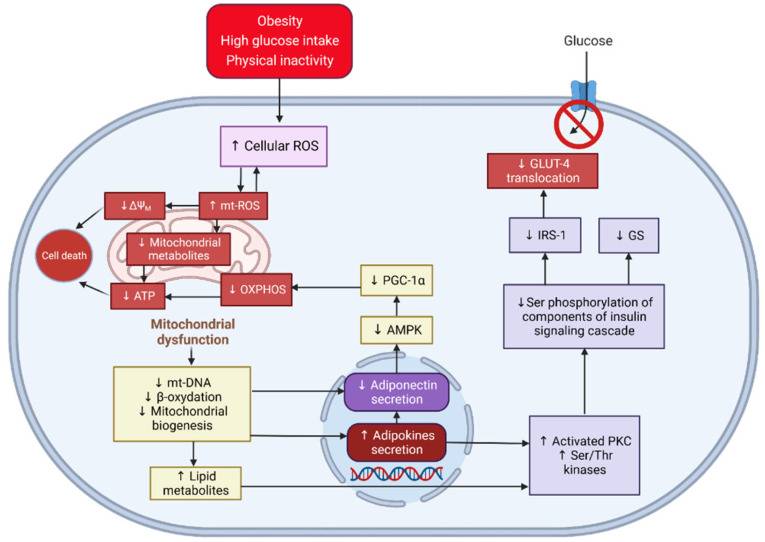 Obesity
High glucose intake
Physical inactivity
Glucose
↑ Cellular ROS
↓ GLUT-4
translocation
↓ΔΨM
↑ mt-ROS
↓ IRS-1
↓ GS
Cell death
↓ Mitochondrial
metabolites
↓ ATP
↓ OXPHOS
↓ PGC-1α
↓Ser phosphorylation of
components of insulin
signaling cascade
Mitochondrial
dysfunction
↓ AMPK
↓ mt-DNA
↓ β-oxydation
↓ Mitochondrial
biogenesis
↓ Adiponectin
secretion
↑ Adipokines
secretion
↑ Activated PKC
↑ Ser/Thr
kinases
↑ Lipid
metabolites